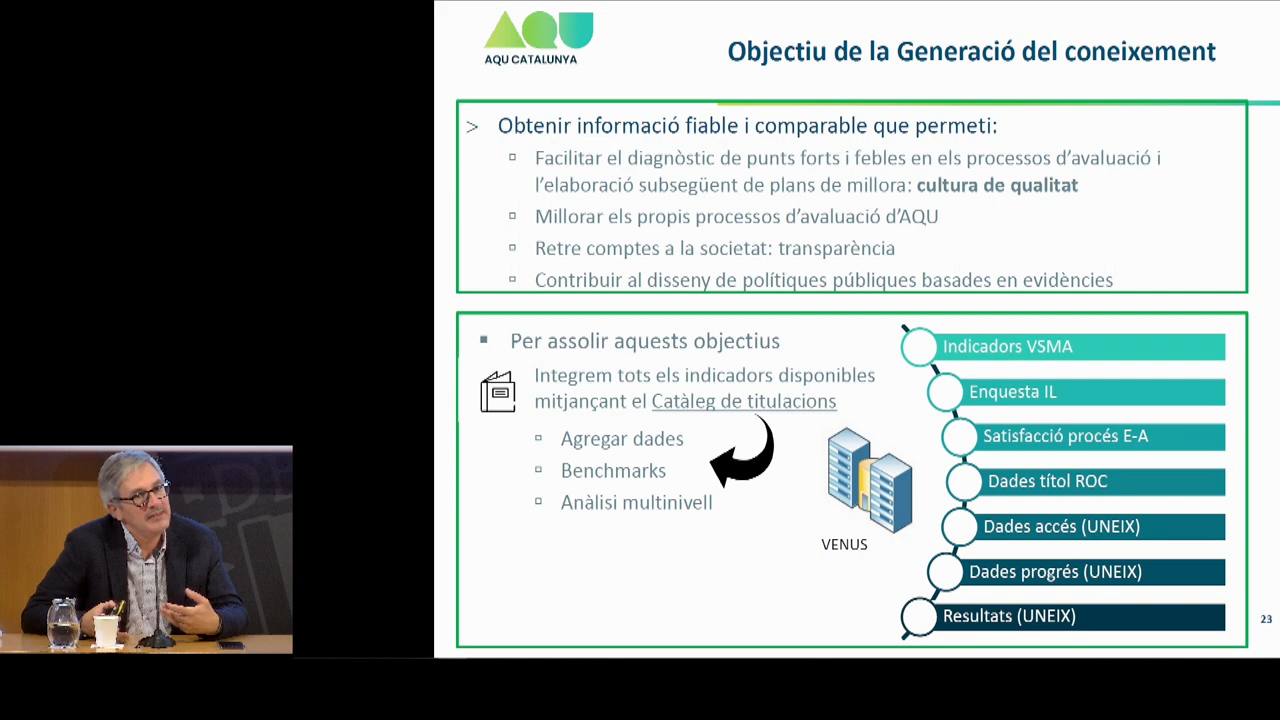 AQU
AQU CATALUNYA
Objectiu de la Generació del coneixement
> Obtenir informació fiable i comparable que permeti:
Facilitar el diagnòstic de punts forts i febles en els processos d'avaluació i
l'elaboració subsegüent de plans de millora: cultura de qualitat
Millorar els propis processos d'avaluació d'AQU
Retre comptes a la societat: transparència
Contribuir al disseny de polítiques públiques basades en evidències
Per assolir aquests objectius
Integrem tots els indicadors disponibles
mitjançant el Catàleg de titulacions
Agregar dades
Benchmarks
Anàlisi multinivell
VENUS
Indicadors VSMA
Enquesta IL
Satisfacció procés E-A
Dades títol ROC
Dades accés (UNEIX)
Dades progrés (UNEIX)
Resultats (UNEIX)
23